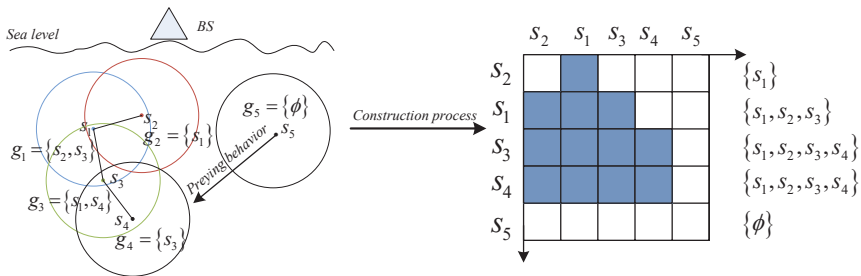 Sea level
BS
s₁
s₂
g₁ = {s₂, s₃}
g₂ = {s₁}
s₃
g₃ = {s₁, s₄}
s₄
g₄ = {s₃}
g₅ = {ϕ}
s₅
Preying behavior
Construction process
s₂ s₁ s₃ s₄ s₅
s₂ {s₁}
s₁ {s₁, s₂, s₃}
s₃ {s₁, s₂, s₃, s₄}
s₄ {s₁, s₂, s₃, s₄}
s₅ {ϕ}